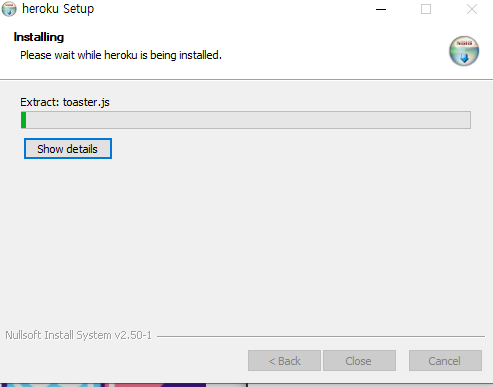 heroku Setup
Installing
Please wait while heroku is being installed.
Extract: toaster.js
Show details
Nullsoft Install System v2.50-1
< Back
Close
Cancel